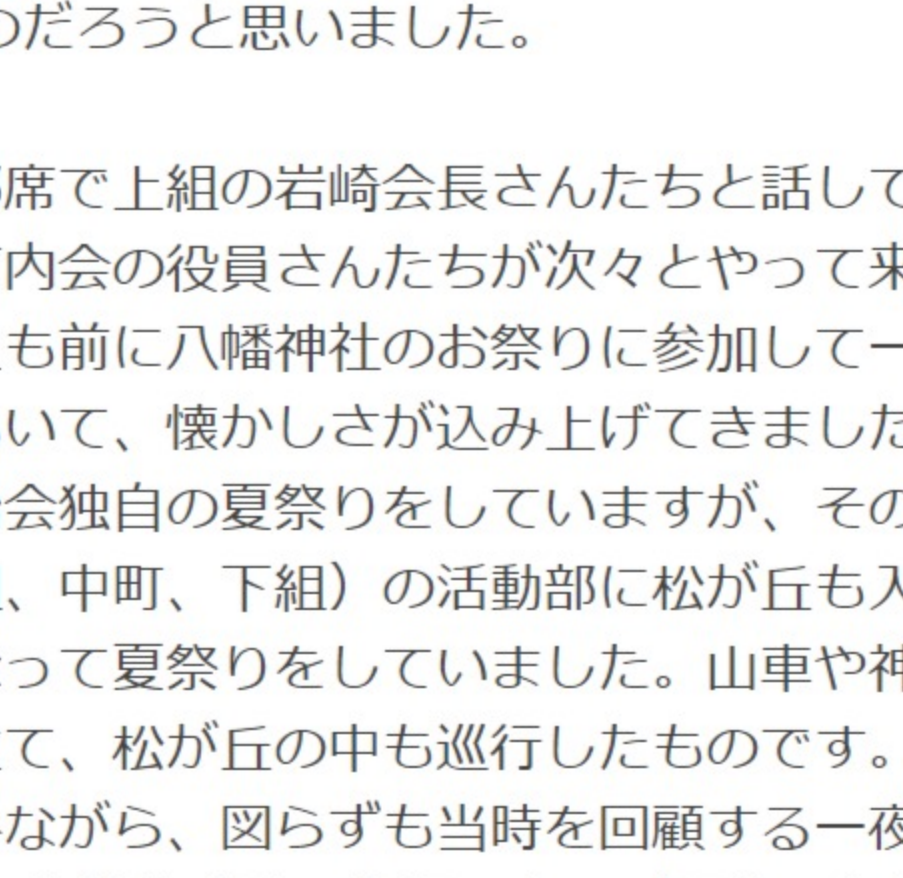 のだろうと思いました。
席で上組の岩崎会長さんたちと話して
内会の役員さんたちが次々とやって来
も前に八幡神社のお祭りに参加して一
いて、懐かしさが込み上げてきました
会独自の夏祭りをしていますが、その
、中町、下組）の活動部に松が丘も入
って夏祭りをしていました。山車や神
て、松が丘の中も巡行したものです。
ながら、図らずも当時を回顧する一夜